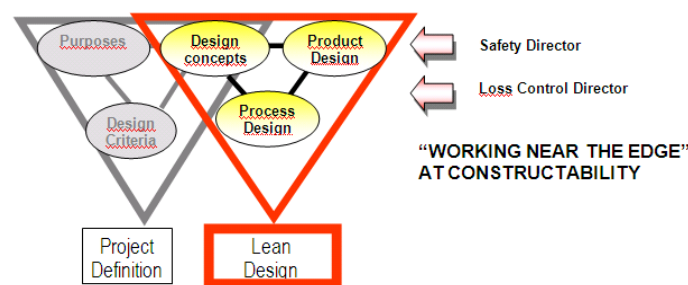 Purposes
Design
concepts
Product
Design
Safety Director
Loss Control Director
Design
Criteria
Process
Design
“WORKING NEAR THE EDGE”
AT CONSTRUCTABILITY
Project
Definition
Lean
Design